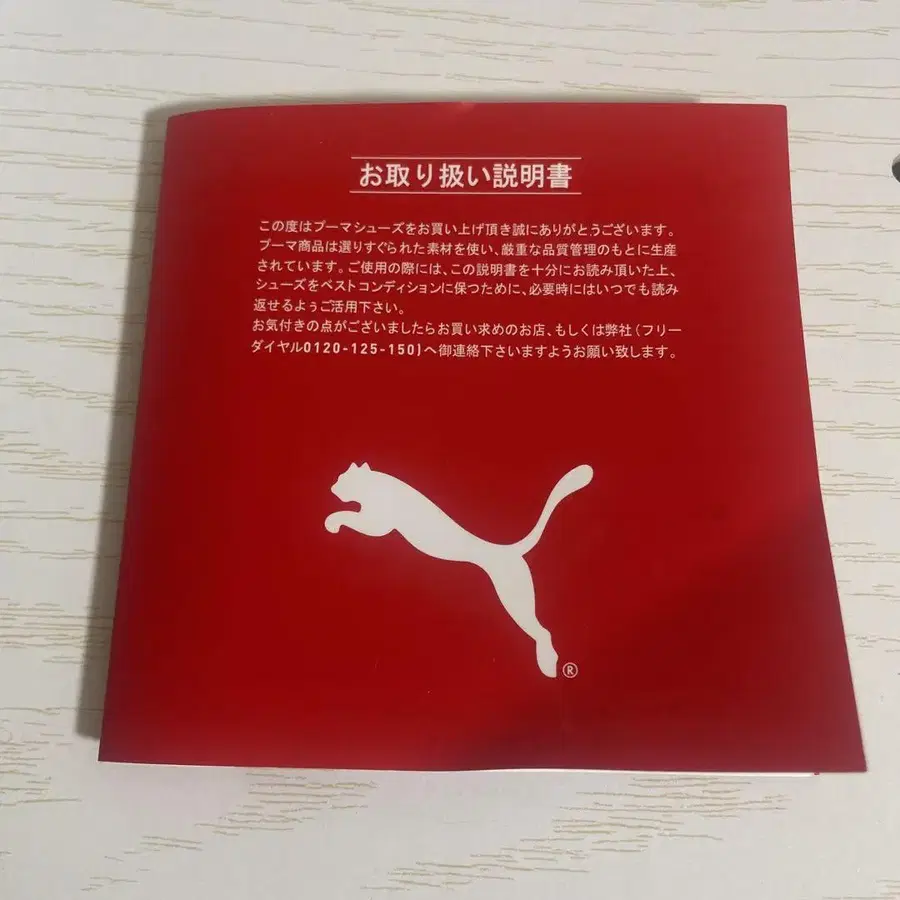 お取り扱い説明書
この度はプーマシューズをお買い上げ頂き誠にありがとうございます。
プーマ商品は選りすぐられた素材を使い、厳重な品質管理のもとに生産
されています。ご使用の際には、この説明書を十分にお読み頂いた上、
シューズをベストコンディションに保つために、必要時にはいつでも読み
返せるよぅご活用下さい。
お気付きの点がございましたらお買い求めのお店、もしくは弊社(フリー
ダイヤル0120-125-150)へ御連絡下さいますようお願い致します。
®